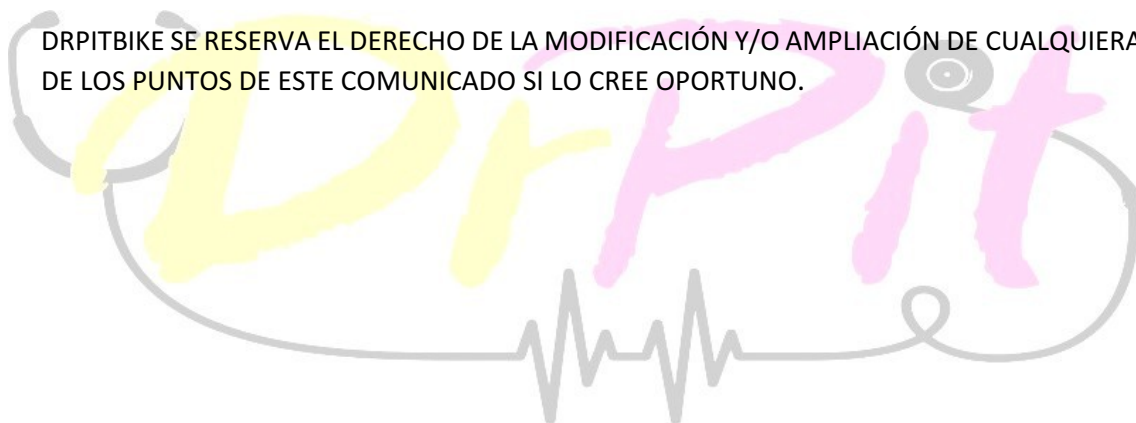 DRPITBIKE SE RESERVA EL DERECHO DE LA MODIFICACIÓN Y/O AMPLIACIÓN DE CUALQUIERA
DE LOS PUNTOS DE ESTE COMUNICADO SI LO CREE OPORTUNO.
DrPit